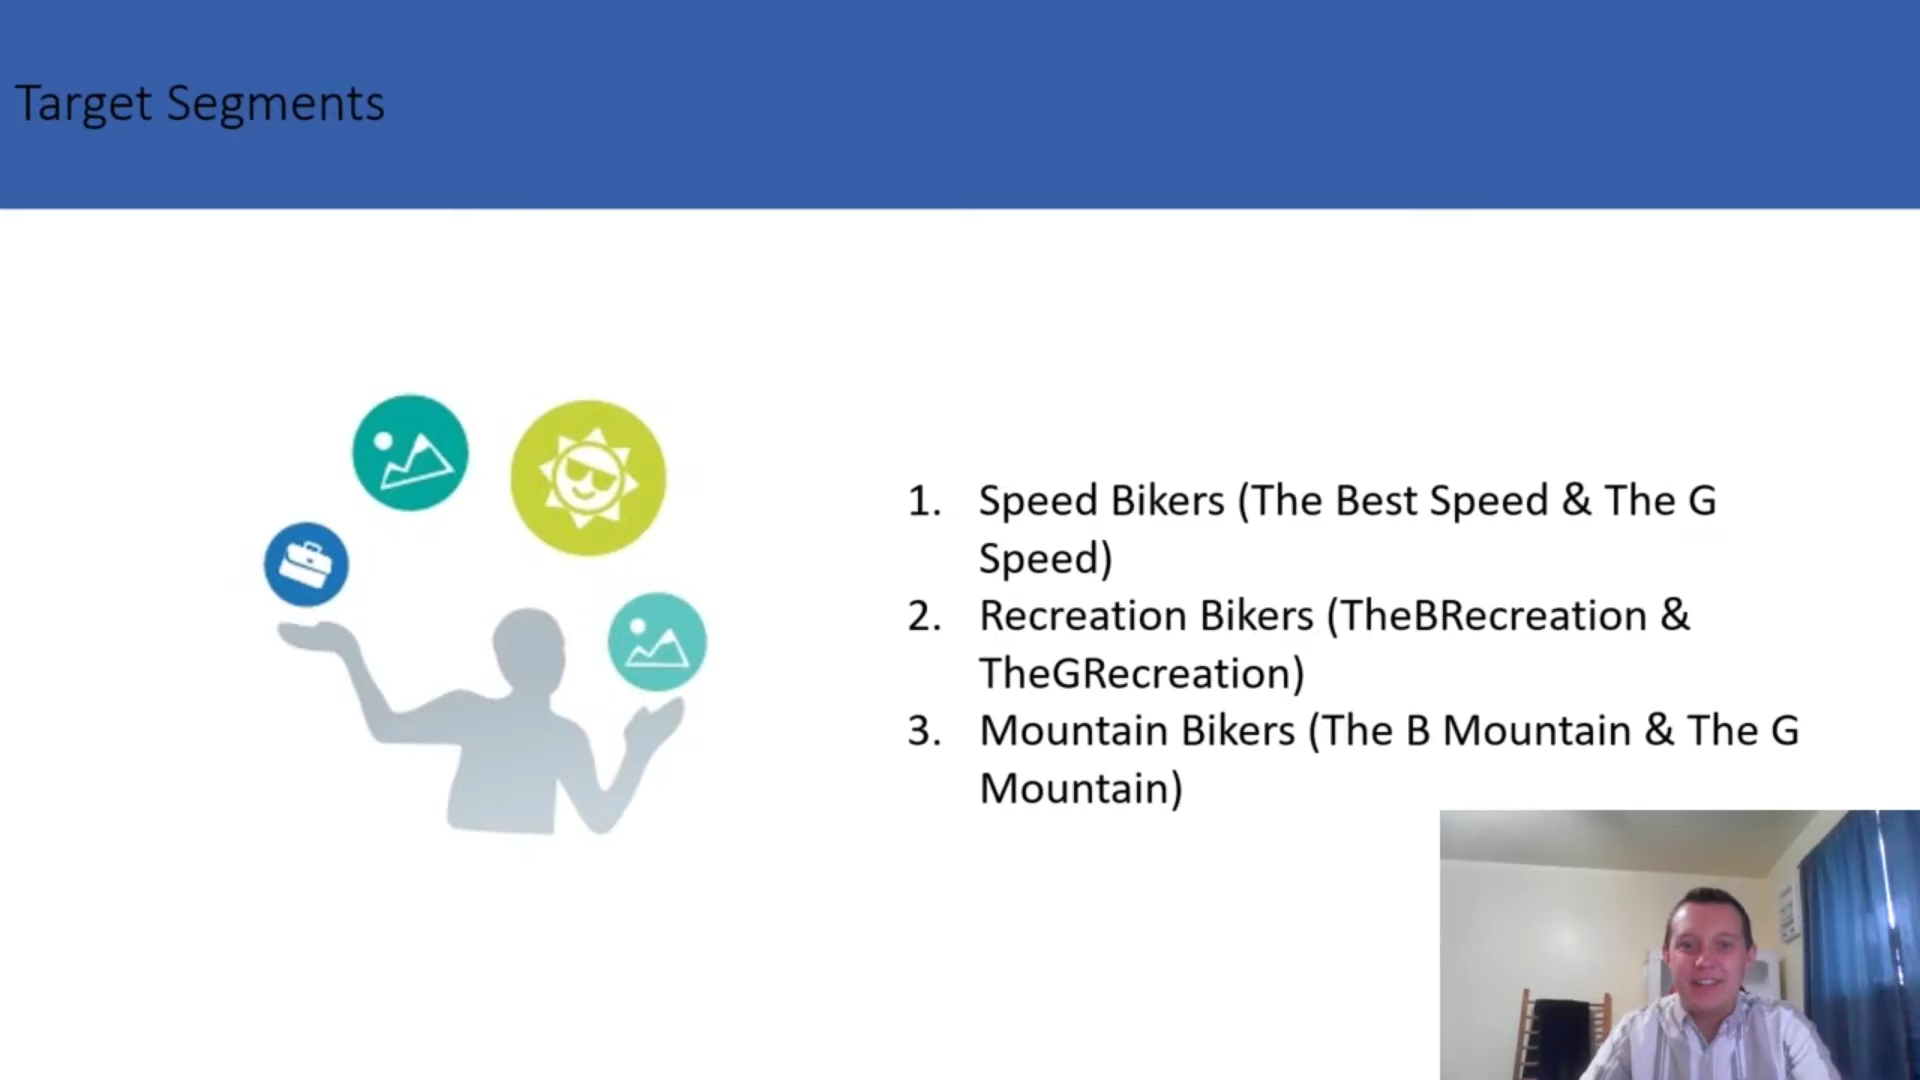 Target Segments
1. Speed Bikers (The Best Speed & The G
Speed)
2. Recreation Bikers (TheBRecreation &
TheGRecreation)
3. Mountain Bikers (The B Mountain & The G
Mountain)